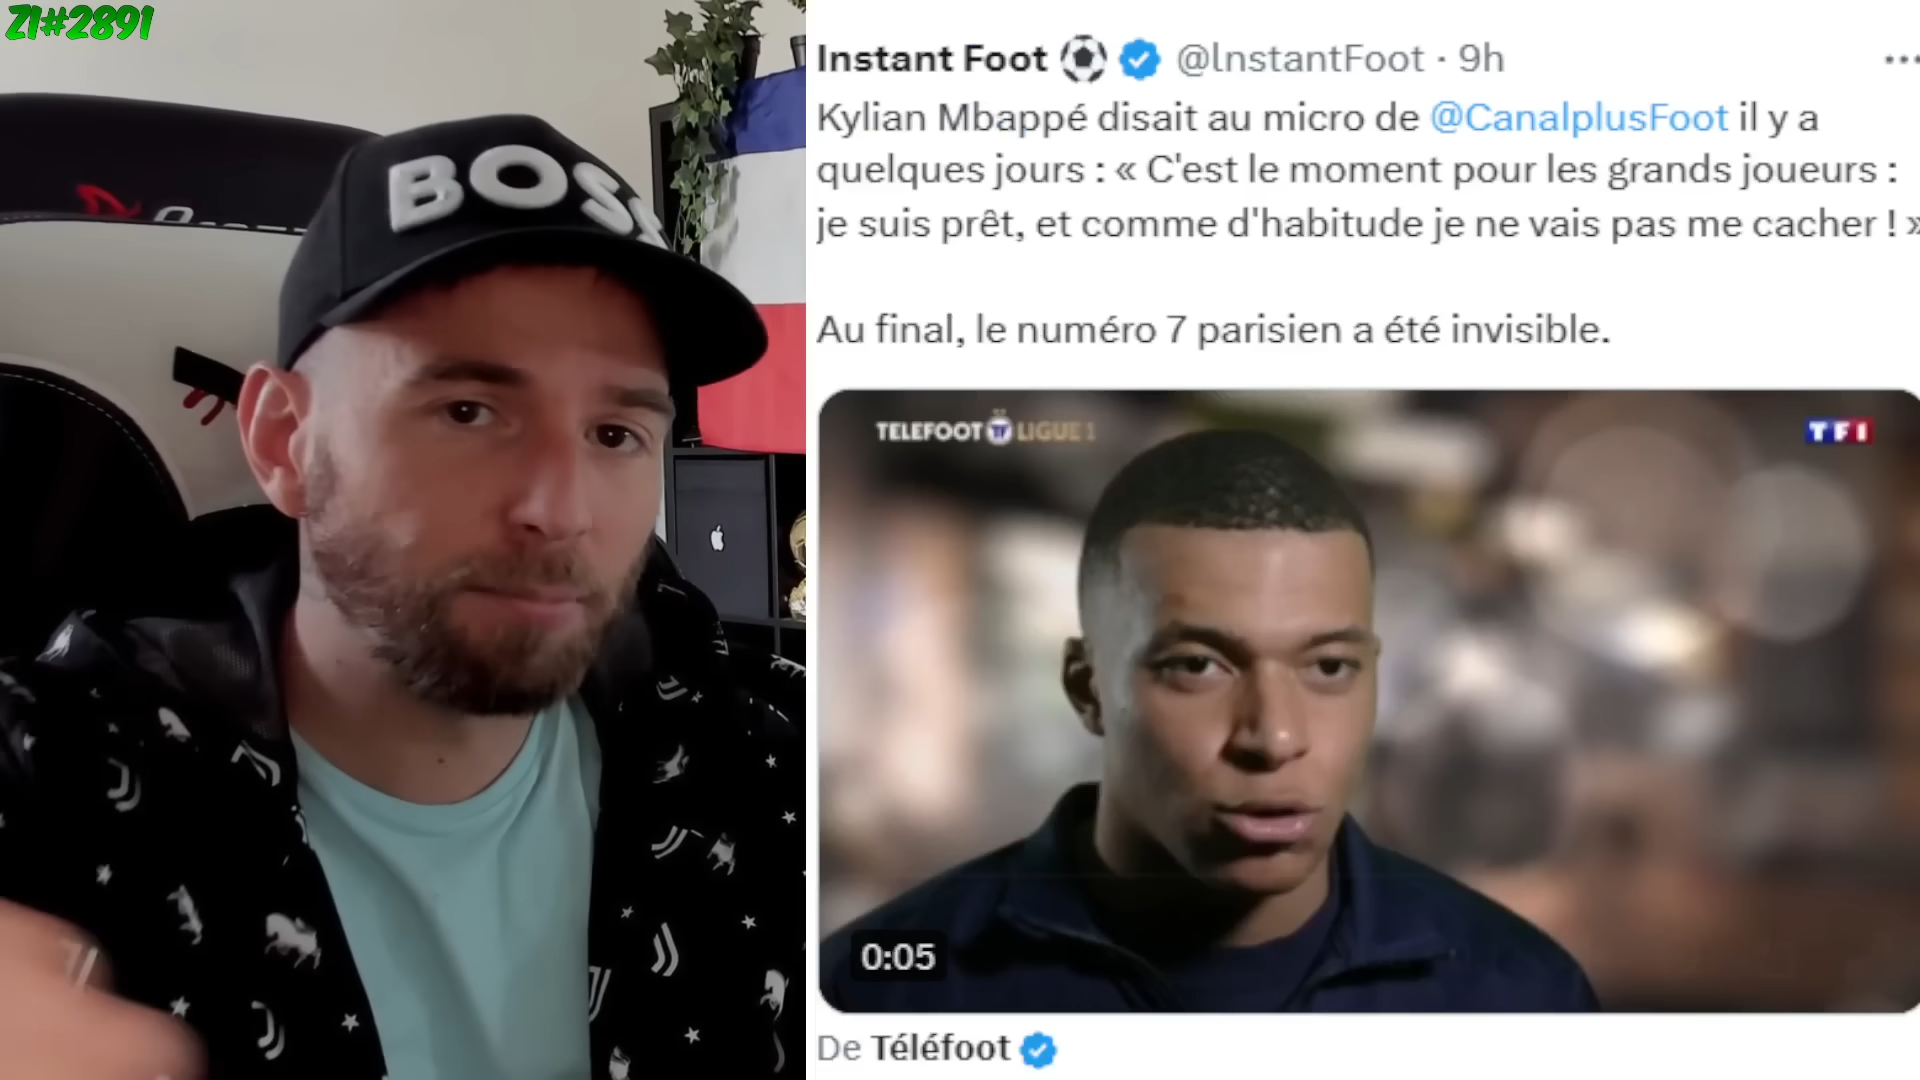 Z1#2891
BOSS
Instant Foot @lnstantFoot · 9h
Kylian Mbappé disait au micro de @CanalplusFoot il y a
quelques jours : « C'est le moment pour les grands joueurs :
je suis prêt, et comme d'habitude je ne vais pas me cacher ! »
Au final, le numéro 7 parisien a été invisible.
TELEFOOT TF1 LIGUE 1
TF1
0:05
De Téléfoot